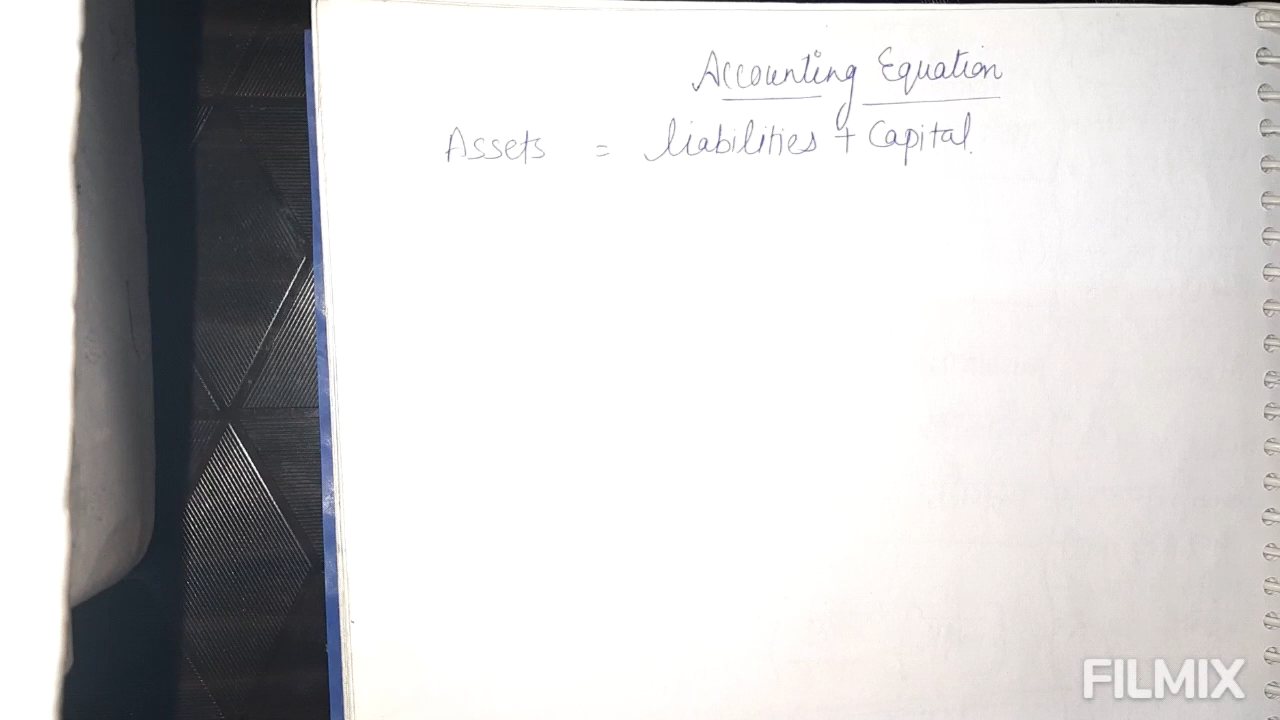 Accounting Equation
Assets = liabilities + Capital.
FILMIX